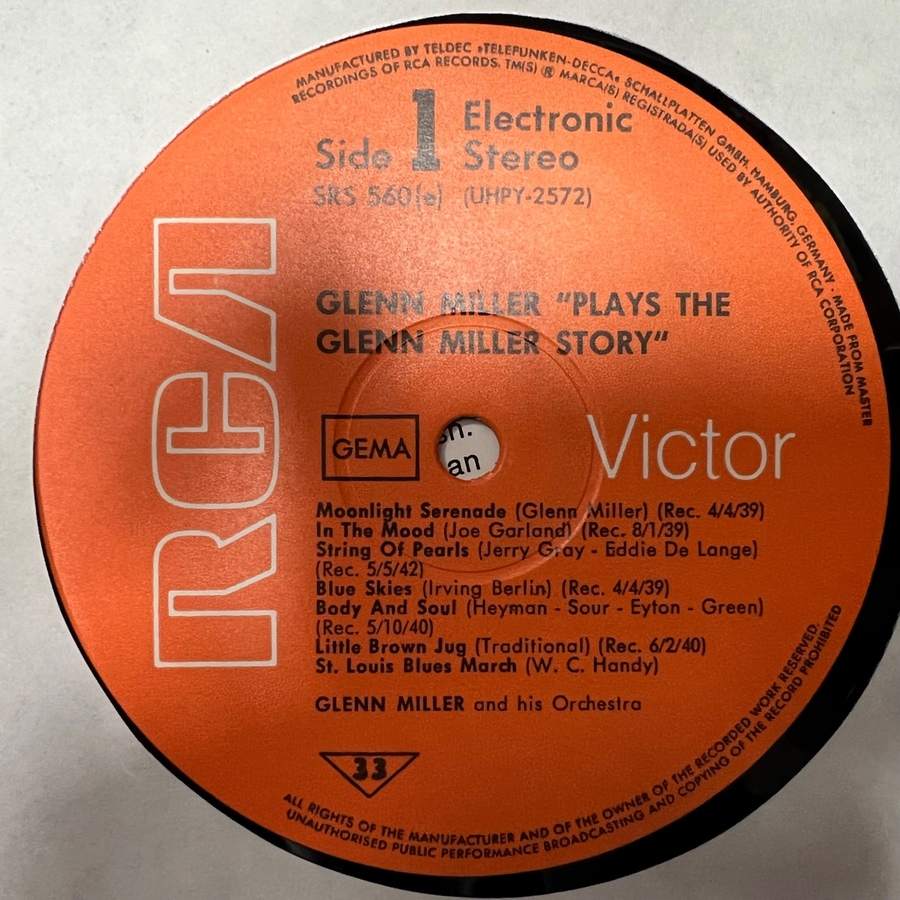 MANUFACTURED BY TELDEC »TELEFUNKEN-DECCA« SCHALLPLATTEN GMBH, HAMBURG, GERMANY · MADE FROM MASTER
RECORDINGS OF RCA RECORDS. TM(S) ® MARCA(S) REGISTRADA(S) USED BY AUTHORITY OF RCA CORPORATION
Side 1 Electronic
Stereo
SRS 560(e) (UHPY-2572)
RCA
GLENN MILLER "PLAYS THE
GLENN MILLER STORY"
GEMA
an
Victor
Moonlight Serenade (Glenn Miller) (Rec. 4/4/39)
In The Mood (Joe Garland) (Rec. 8/1/39)
String Of Pearls (Jerry Gray - Eddie De Lange)
(Rec. 5/5/42)
Blue Skies (Irving Berlin) (Rec. 4/4/39)
Body And Soul (Heyman - Sour - Eyton - Green)
(Rec. 5/10/40)
Little Brown Jug (Traditional) (Rec. 6/2/40)
St. Louis Blues March (W. C. Handy)
GLENN MILLER and his Orchestra
33
ALL RIGHTS OF THE MANUFACTURER AND OF THE OWNER OF THE RECORDED WORK RESERVED.
UNAUTHORISED PUBLIC PERFORMANCE BROADCASTING AND COPYING OF THE RECORD PROHIBITED